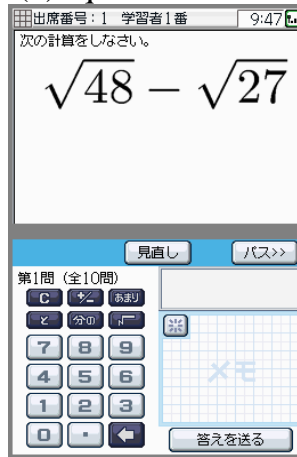 出席番号：1 学習者1番 9:47
次の計算をしなさい。
√48 − √27
見直し パス>>
第1問 (全10問)
C +/- あまり
と 分の √
7 8 9
4 5 6
1 2 3
0 ・ ←
メモ
答えを送る